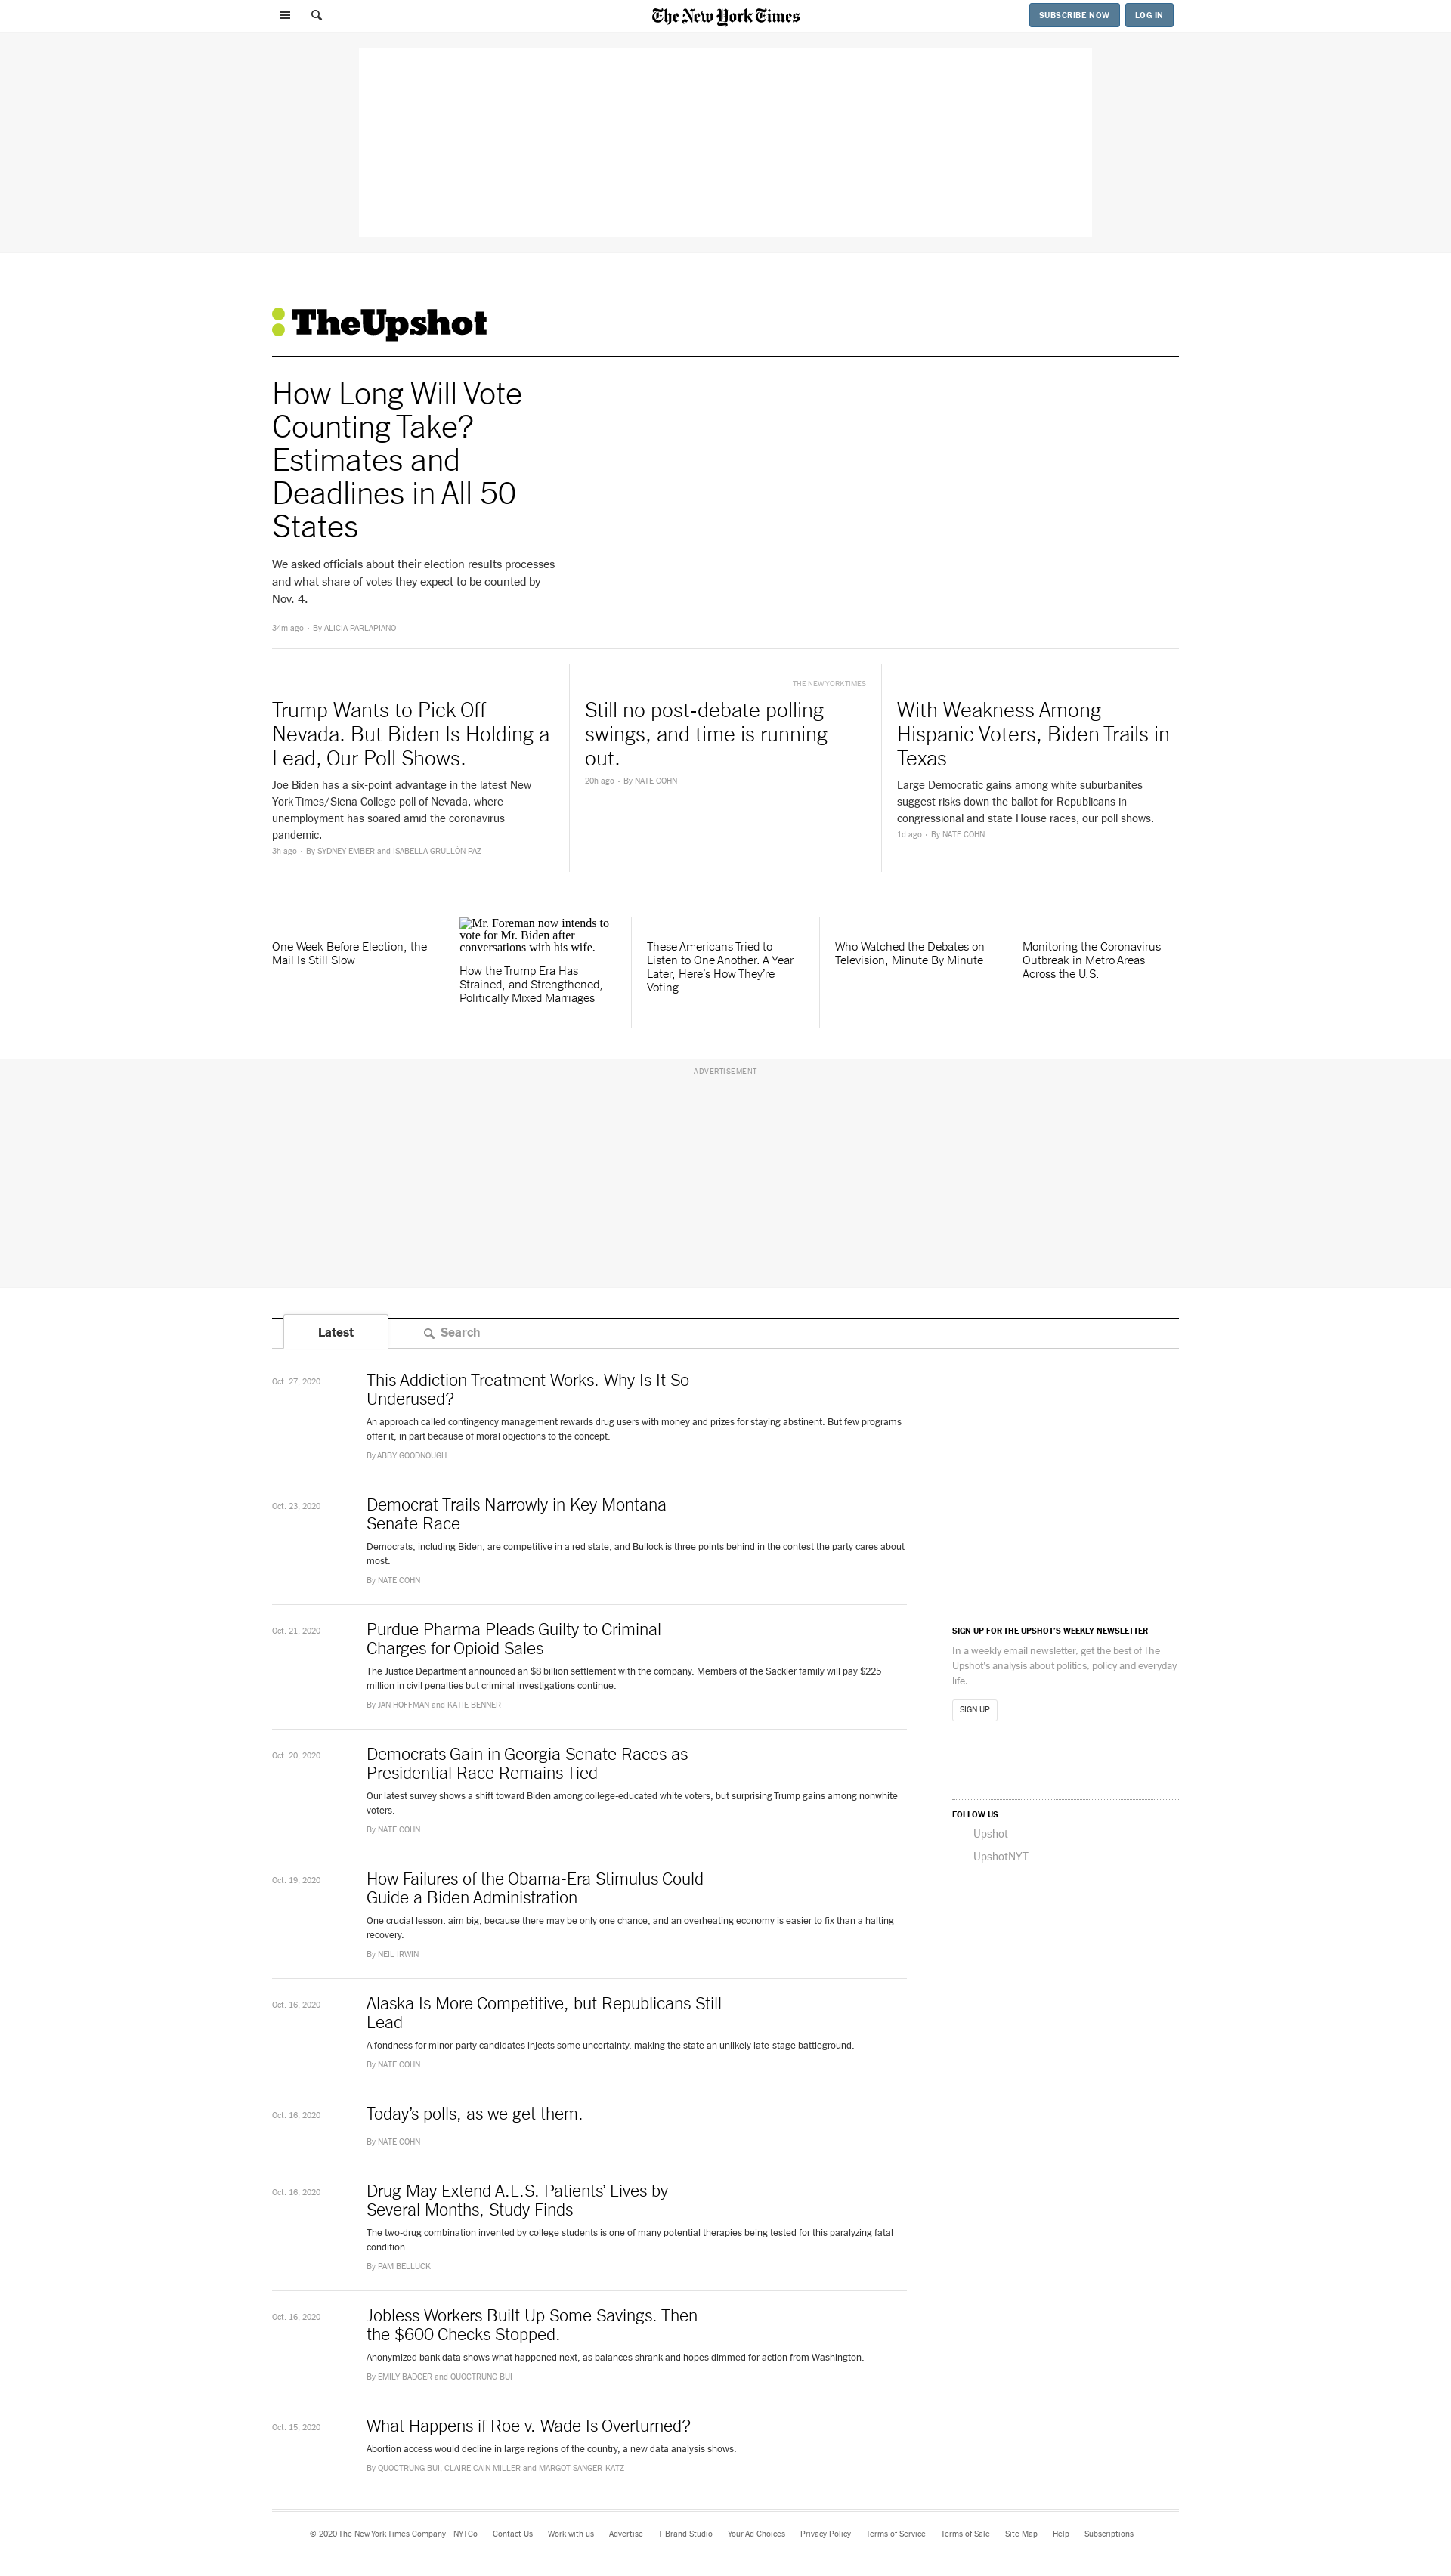 The New York Times
SUBSCRIBE NOW
LOG IN
TheUpshot
How Long Will Vote
Counting Take?
Estimates and
Deadlines in All 50
States
We asked officials about their election results processes
and what share of votes they expect to be counted by
Nov. 4.
34m ago • By ALICIA PARLAPIANO
Trump Wants to Pick Off
Nevada. But Biden Is Holding a
Lead, Our Poll Shows.
Joe Biden has a six-point advantage in the latest New
York Times/Siena College poll of Nevada, where
unemployment has soared amid the coronavirus
pandemic.
3h ago • By SYDNEY EMBER and ISABELLA GRULLÓN PAZ
THE NEW YORK TIMES
Still no post-debate polling
swings, and time is running
out.
20h ago • By NATE COHN
With Weakness Among
Hispanic Voters, Biden Trails in
Texas
Large Democratic gains among white suburbanites
suggest risks down the ballot for Republicans in
congressional and state House races, our poll shows.
1d ago • By NATE COHN
One Week Before Election, the
Mail Is Still Slow
Mr. Foreman now intends to
vote for Mr. Biden after
conversations with his wife.
How the Trump Era Has
Strained, and Strengthened,
Politically Mixed Marriages
These Americans Tried to
Listen to One Another. A Year
Later, Here’s How They’re
Voting.
Who Watched the Debates on
Television, Minute By Minute
Monitoring the Coronavirus
Outbreak in Metro Areas
Across the U.S.
ADVERTISEMENT
Latest
Search
Oct. 27, 2020
This Addiction Treatment Works. Why Is It So
Underused?
An approach called contingency management rewards drug users with money and prizes for staying abstinent. But few programs
offer it, in part because of moral objections to the concept.
By ABBY GOODNOUGH
Oct. 23, 2020
Democrat Trails Narrowly in Key Montana
Senate Race
Democrats, including Biden, are competitive in a red state, and Bullock is three points behind in the contest the party cares about
most.
By NATE COHN
Oct. 21, 2020
Purdue Pharma Pleads Guilty to Criminal
Charges for Opioid Sales
The Justice Department announced an $8 billion settlement with the company. Members of the Sackler family will pay $225
million in civil penalties but criminal investigations continue.
By JAN HOFFMAN and KATIE BENNER
Oct. 20, 2020
Democrats Gain in Georgia Senate Races as
Presidential Race Remains Tied
Our latest survey shows a shift toward Biden among college-educated white voters, but surprising Trump gains among nonwhite
voters.
By NATE COHN
Oct. 19, 2020
How Failures of the Obama-Era Stimulus Could
Guide a Biden Administration
One crucial lesson: aim big, because there may be only one chance, and an overheating economy is easier to fix than a halting
recovery.
By NEIL IRWIN
Oct. 16, 2020
Alaska Is More Competitive, but Republicans Still
Lead
A fondness for minor-party candidates injects some uncertainty, making the state an unlikely late-stage battleground.
By NATE COHN
Oct. 16, 2020
Today’s polls, as we get them.
By NATE COHN
Oct. 16, 2020
Drug May Extend A.L.S. Patients’ Lives by
Several Months, Study Finds
The two-drug combination invented by college students is one of many potential therapies being tested for this paralyzing fatal
condition.
By PAM BELLUCK
Oct. 16, 2020
Jobless Workers Built Up Some Savings. Then
the $600 Checks Stopped.
Anonymized bank data shows what happened next, as balances shrank and hopes dimmed for action from Washington.
By EMILY BADGER and QUOCTRUNG BUI
Oct. 15, 2020
What Happens if Roe v. Wade Is Overturned?
Abortion access would decline in large regions of the country, a new data analysis shows.
By QUOCTRUNG BUI, CLAIRE CAIN MILLER and MARGOT SANGER-KATZ
SIGN UP FOR THE UPSHOT’S WEEKLY NEWSLETTER
In a weekly email newsletter, get the best of The
Upshot’s analysis about politics, policy and everyday
life.
SIGN UP
FOLLOW US
Upshot
UpshotNYT
© 2020 The New York Times Company NYTCo Contact Us Work with us Advertise T Brand Studio Your Ad Choices Privacy Policy Terms of Service Terms of Sale Site Map Help Subscriptions